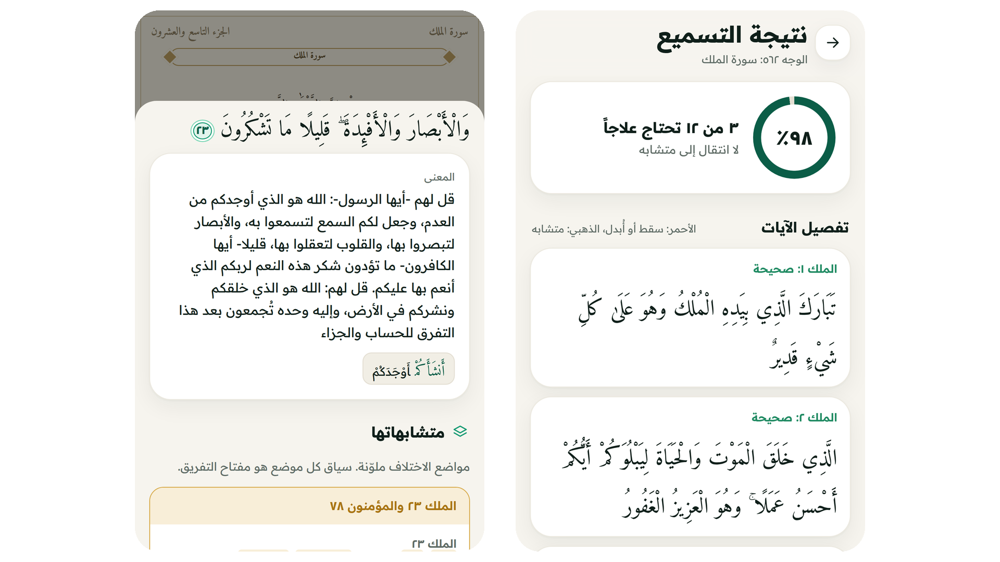 نتيجة التسميع
الوجه ٥٦٢: سورة الملك
٪٩٨
٣ من ١٢ تحتاج علاجاً
لا انتقال إلى متشابه
تفصيل الآيات
الأحمر: سقط أو أُبدل، الذهبي: متشابه
الملك ١: صحيحة
تَبَارَكَ الَّذِي بِيَدِهِ الْمُلْكُ وَهُوَ عَلَىٰ كُلِّ
شَيْءٍ قَدِيرٌ
الملك ٢: صحيحة
الَّذِي خَلَقَ الْمَوْتَ وَالْحَيَاةَ لِيَبْلُوَكُمْ أَيُّكُمْ
أَحْسَنُ عَمَلًا ۚ وَهُوَ الْعَزِيزُ الْغَفُورُ
سورة الملك
الجزء التاسع والعشرون
سورة الملك
وَالْأَبْصَارَ وَالْأَفْئِدَةَ ۖ قَلِيلًا مَا تَشْكُرُونَ ٢٣
المعنى
قل لهم -أيها الرسول-: الله هو الذي أوجدكم من
العدم، وجعل لكم السمع لتسمعوا به، والأبصار
لتبصروا بها، والقلوب لتعقلوا بها، قليلا- أيها
الكافرون- ما تؤدون شكر هذه النعم لربكم الذي
أنعم بها عليكم. قل لهم: الله هو الذي خلقكم
ونشركم في الأرض، وإليه وحده تُجمعون بعد هذا
التفرق للحساب والجزاء
أَنشَأَكُمْ أَوْجَدَكُمْ
متشابهاتها
مواضع الاختلاف ملوّنة. سياق كل موضع هو مفتاح التفريق.
الملك ٢٣ والمؤمنون ٧٨
الملك ٢٣